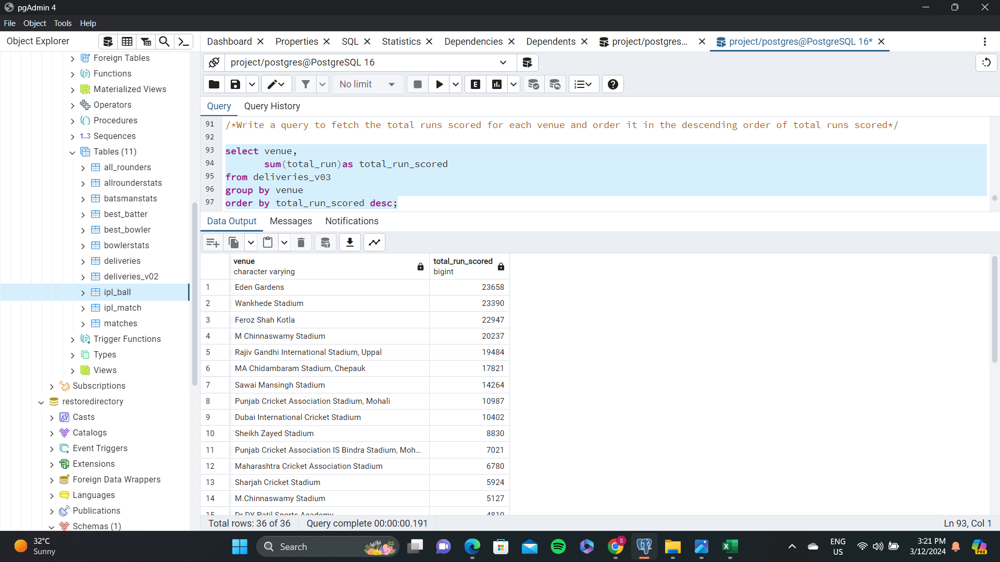 pgAdmin 4
File Object Tools Help
Object Explorer
Dashboard Properties SQL Statistics Dependencies Dependents project/postgres... project/postgres@PostgreSQL 16*
project/postgres@PostgreSQL 16
No limit
E
Query Query History
91 /*Write a query to fetch the total runs scored for each venue and order it in the descending order of total runs scored*/
92
93 select venue,
94 sum(total_run)as total_run_scored
95 from deliveries_v03
96 group by venue
97 order by total_run_scored desc;
Data Output Messages Notifications
venue total_run_scored
character varying bigint
1 Eden Gardens 23658
2 Wankhede Stadium 23390
3 Feroz Shah Kotla 22947
4 M Chinnaswamy Stadium 20237
5 Rajiv Gandhi International Stadium, Uppal 19484
6 MA Chidambaram Stadium, Chepauk 17821
7 Sawai Mansingh Stadium 14264
8 Punjab Cricket Association Stadium, Mohali 10987
9 Dubai International Cricket Stadium 10402
10 Sheikh Zayed Stadium 8830
11 Punjab Cricket Association IS Bindra Stadium, Moh... 7021
12 Maharashtra Cricket Association Stadium 6780
13 Sharjah Cricket Stadium 5924
14 M.Chinnaswamy Stadium 5127
15 Dr DY Patil Sports Academy 4810
Total rows: 36 of 36 Query complete 00:00:00.191 Ln 93, Col 1
Foreign Tables
Functions
Materialized Views
Operators
Procedures
1..3 Sequences
Tables (11)
all_rounders
allrounderstats
batsmanstats
best_batter
best_bowler
bowlerstats
deliveries
deliveries_v02
ipl_ball
ipl_match
matches
Trigger Functions
Types
Views
Subscriptions
restoredirectory
Casts
Catalogs
Event Triggers
Extensions
Foreign Data Wrappers
Languages
Publications
Schemas (1)
32°C
Sunny
Search
S
ENG
US
3:21 PM
3/12/2024
PRE